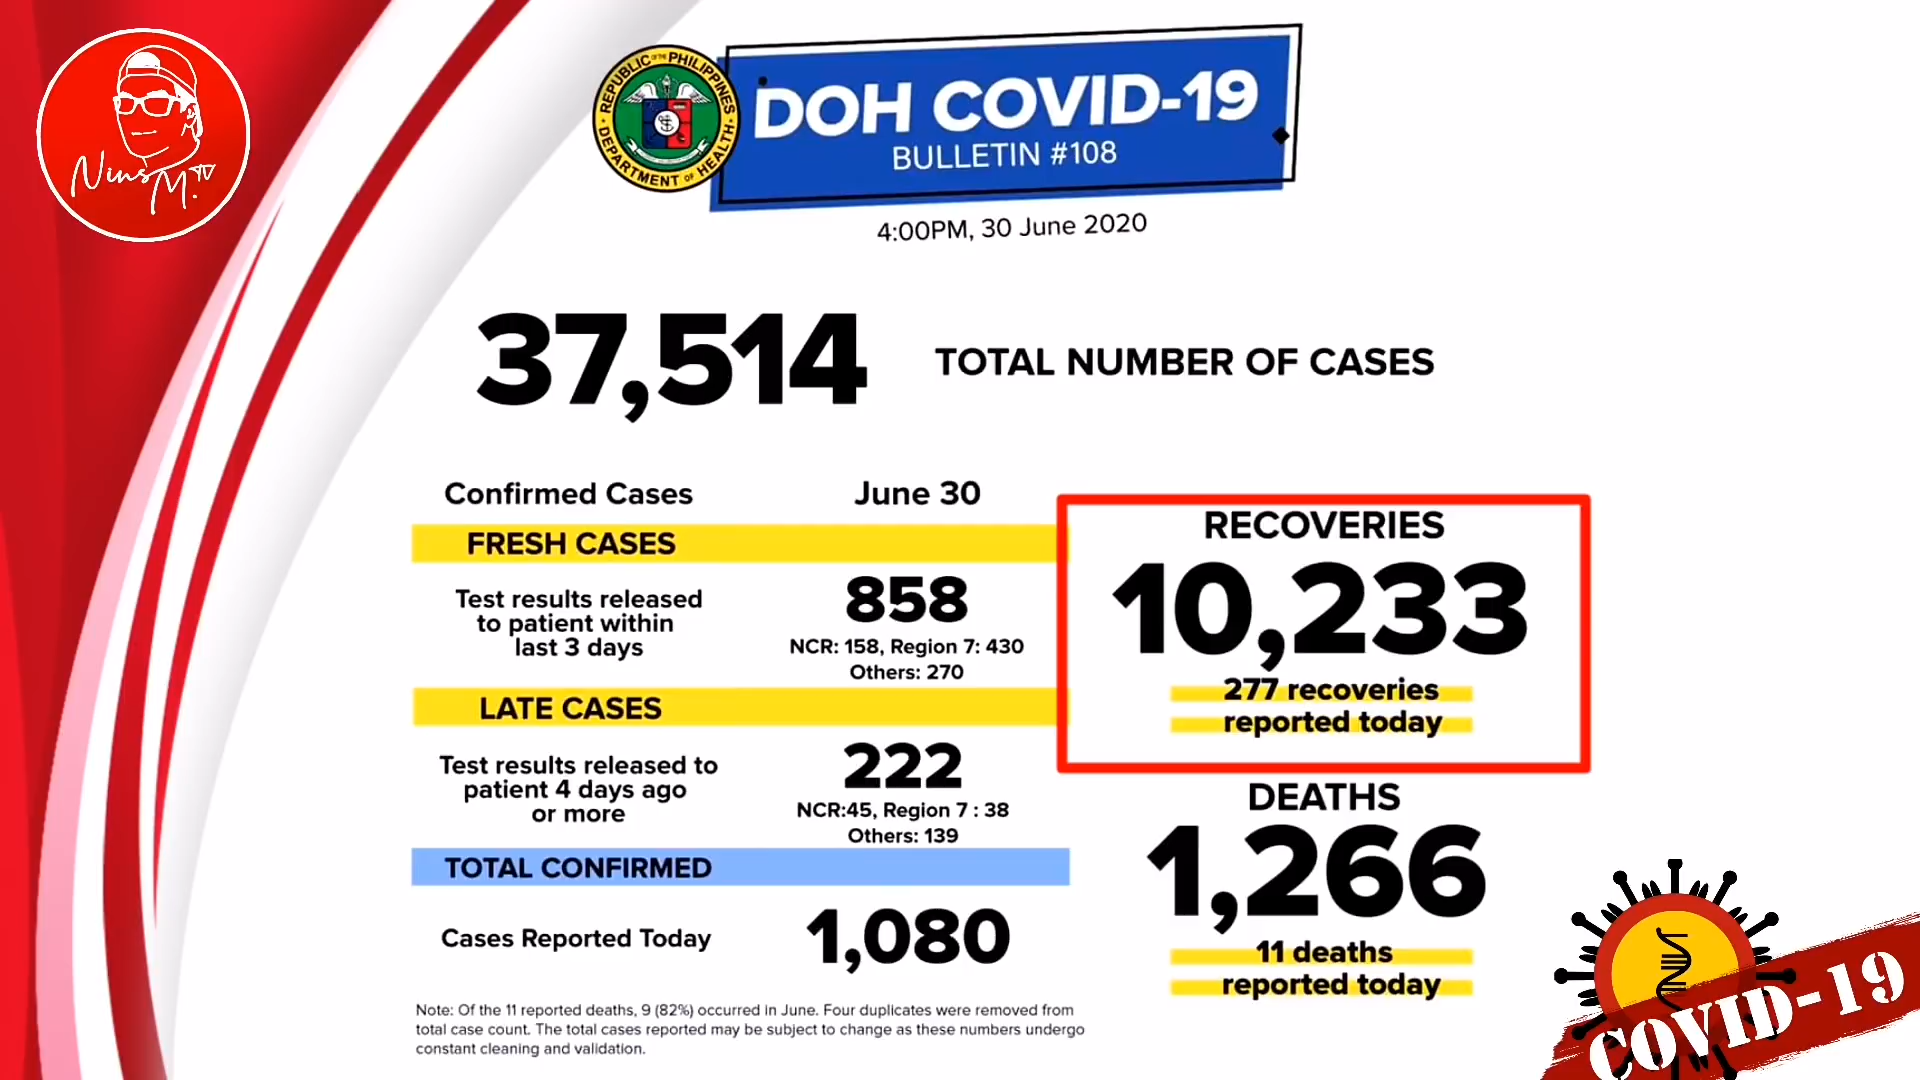 Nins
M.TV
REPUBLIC OF THE PHILIPPINES
DEPARTMENT OF HEALTH
DOH COVID-19
BULLETIN #108
4:00PM, 30 June 2020
37,514 TOTAL NUMBER OF CASES
Confirmed Cases June 30
FRESH CASES
Test results released
to patient within
last 3 days
858
NCR: 158, Region 7: 430
Others: 270
LATE CASES
Test results released to
patient 4 days ago
or more
222
NCR:45, Region 7 : 38
Others: 139
TOTAL CONFIRMED
Cases Reported Today
1,080
RECOVERIES
10,233
277 recoveries
reported today
DEATHS
1,266
11 deaths
reported today
Note: Of the 11 reported deaths, 9 (82%) occurred in June. Four duplicates were removed from
total case count. The total cases reported may be subject to change as these numbers undergo
constant cleaning and validation.
COVID-19